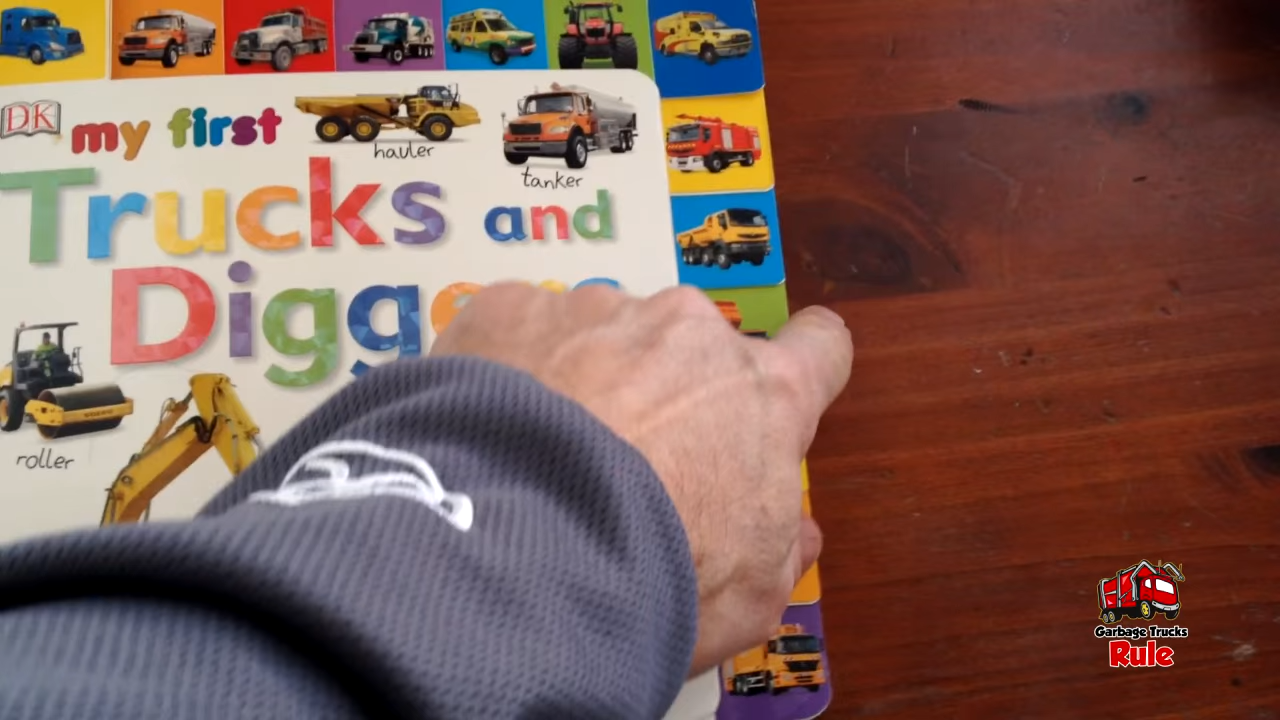 DK
my first
hauler
tanker
Trucks and
Digg
roller
Garbage Trucks
Rule